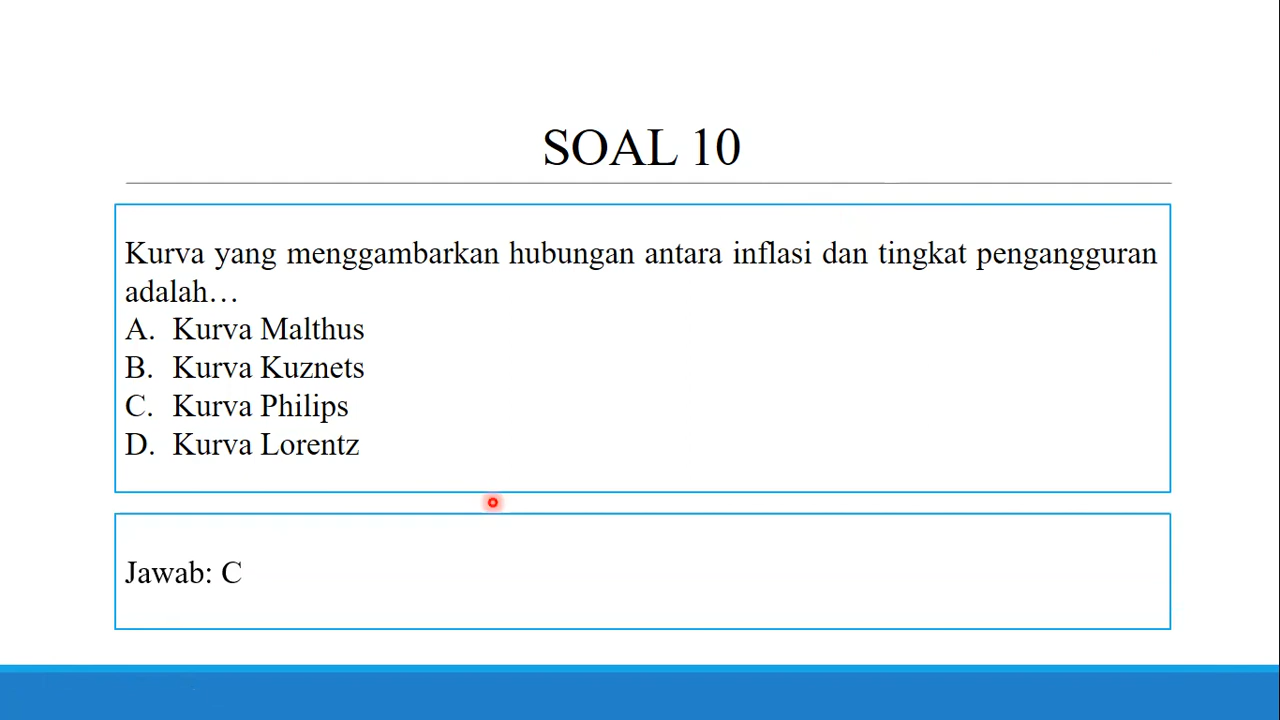 SOAL 10
Kurva yang menggambarkan hubungan antara inflasi dan tingkat pengangguran
adalah…
A. Kurva Malthus
B. Kurva Kuznets
C. Kurva Philips
D. Kurva Lorentz
Jawab: C